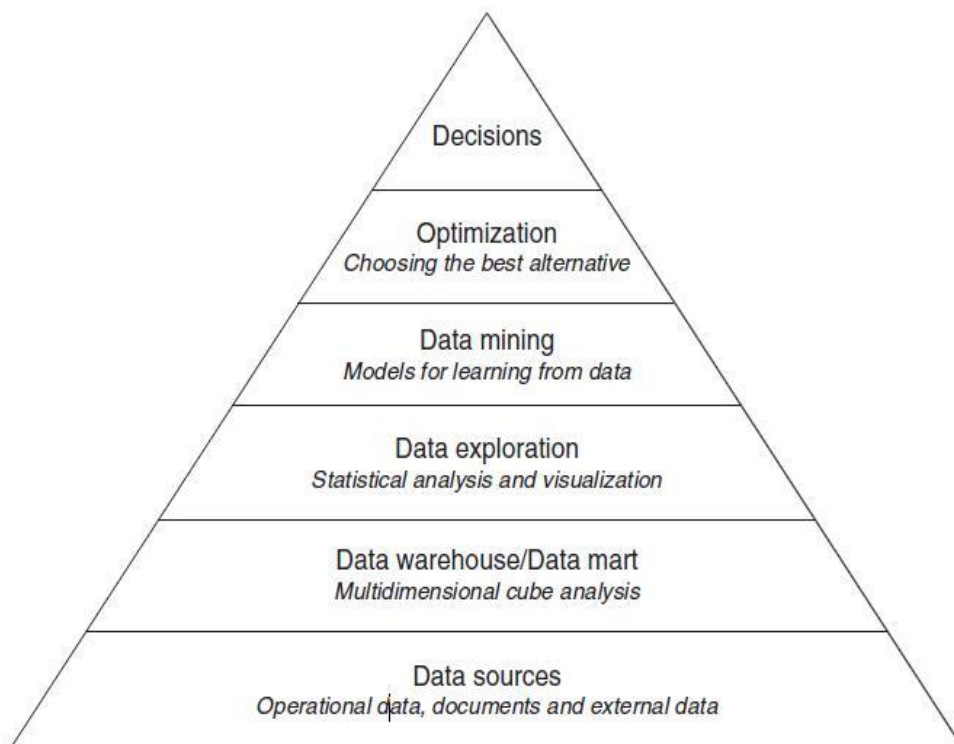 Decisions
Optimization
Choosing the best alternative
Data mining
Models for learning from data
Data exploration
Statistical analysis and visualization
Data warehouse/Data mart
Multidimensional cube analysis
Data sources
Operational data, documents and external data